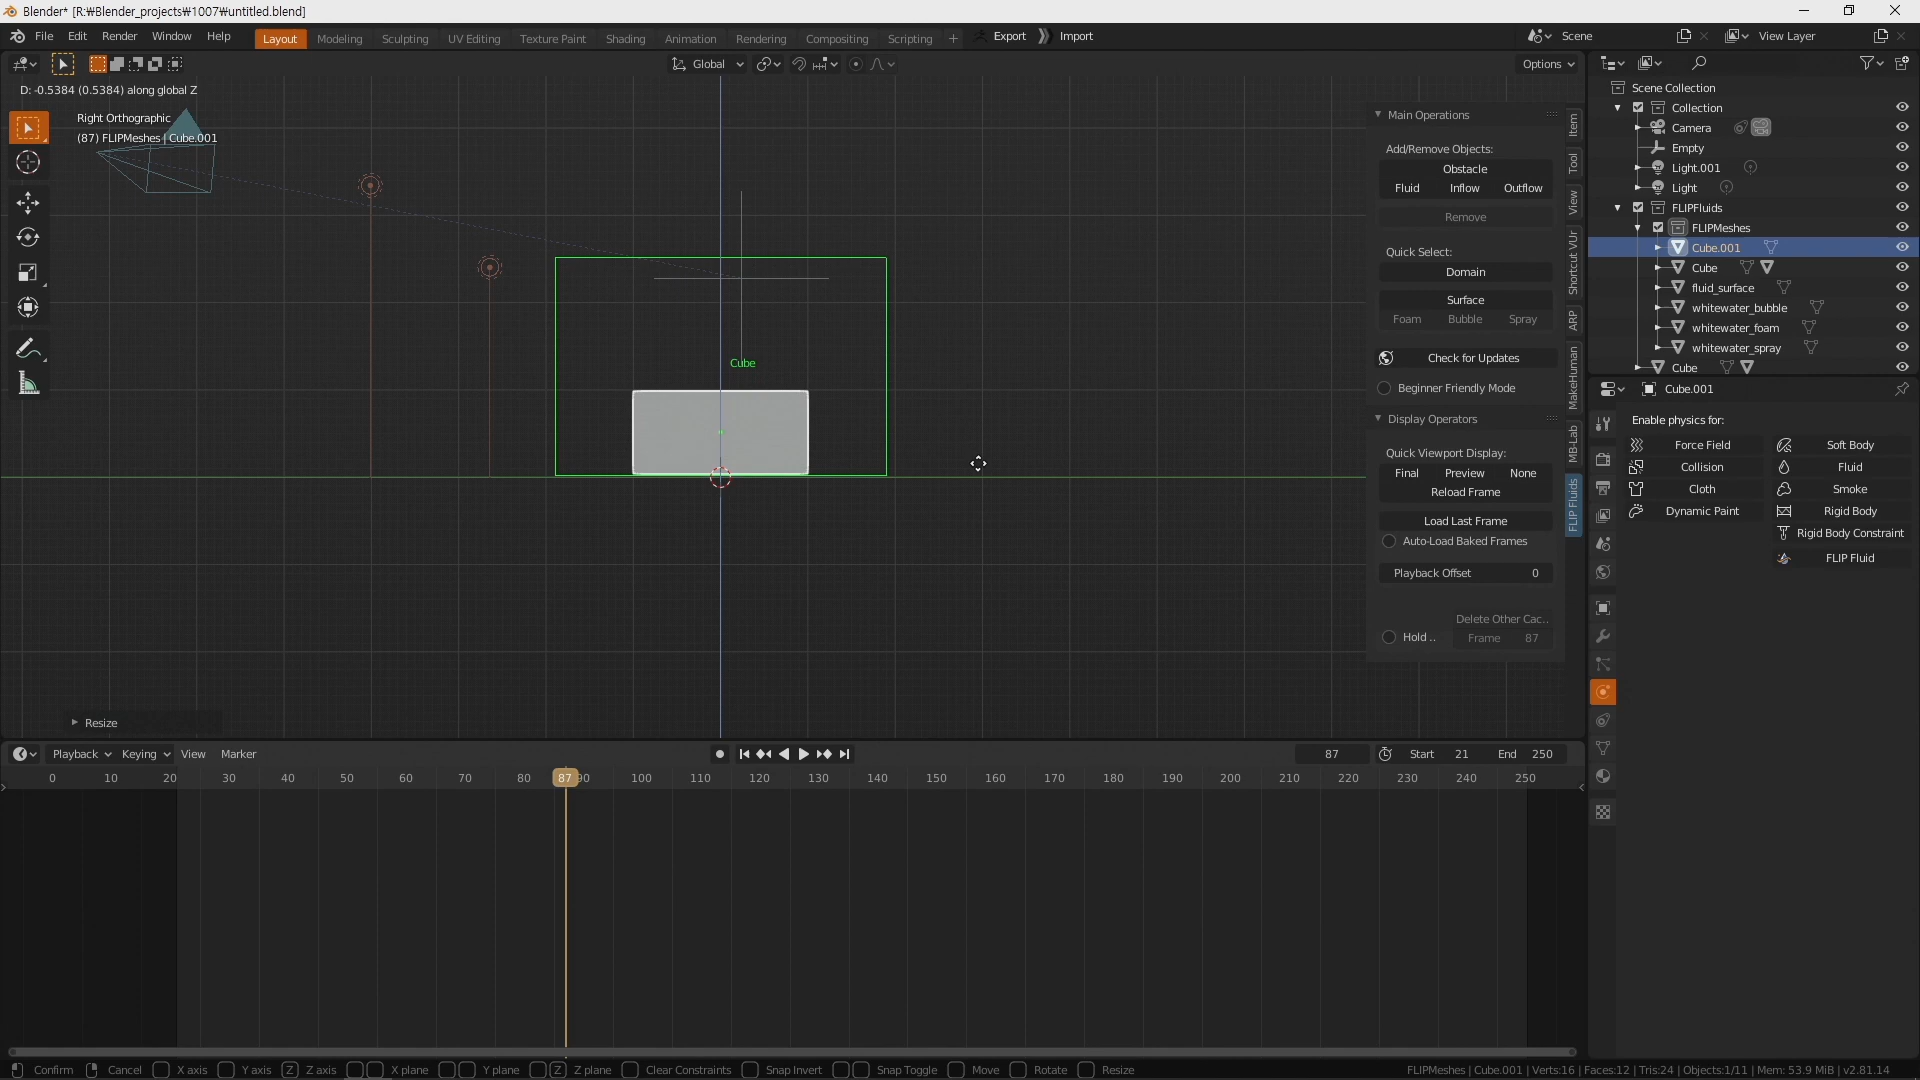 Blender* [R:₩Blender_projects₩1007₩untitled.blend]
File Edit Render Window Help Layout Modeling Sculpting UV Editing Texture Paint Shading Animation Rendering Compositing Scripting + Export Import Scene View Layer
Global Options
D: -0.5384 (0.5384) along global Z
Right Orthographic
(87) FLIPMeshes | Cube.001
Cube
Resize
Main Operations
Add/Remove Objects:
Obstacle
Fluid Inflow Outflow
Remove
Quick Select:
Domain
Surface
Foam Bubble Spray
Check for Updates
Beginner Friendly Mode
Display Operators
Quick Viewport Display:
Final Preview None
Reload Frame
Load Last Frame
Auto-Load Baked Frames
Playback Offset 0
Delete Other Cac..
Hold .. Frame 87
Item
Tool
View
Shortcut VUr
ARP
MakeHuman
MB-Lab
FLIP Fluids
Scene Collection
Collection
Camera
Empty
Light.001
Light
FLIPFluids
FLIPMeshes
Cube.001
Cube
fluid_surface
whitewater_bubble
whitewater_foam
whitewater_spray
Cube
Cube.001
Enable physics for:
Force Field Soft Body
Collision Fluid
Cloth Smoke
Dynamic Paint Rigid Body
Rigid Body Constraint
FLIP Fluid
Playback Keying View Marker 87 Start 21 End 250
0 10 20 30 40 50 60 70 80 87 90 100 110 120 130 140 150 160 170 180 190 200 210 220 230 240 250
Confirm Cancel X axis Y axis Z Z axis X plane Y plane Z Z plane Clear Constraints Snap Invert Snap Toggle Move Rotate Resize FLIPMeshes | Cube.001 | Verts:16 | Faces:12 | Tris:24 | Objects:1/11 | Mem: 53.9 MiB | v2.81.14